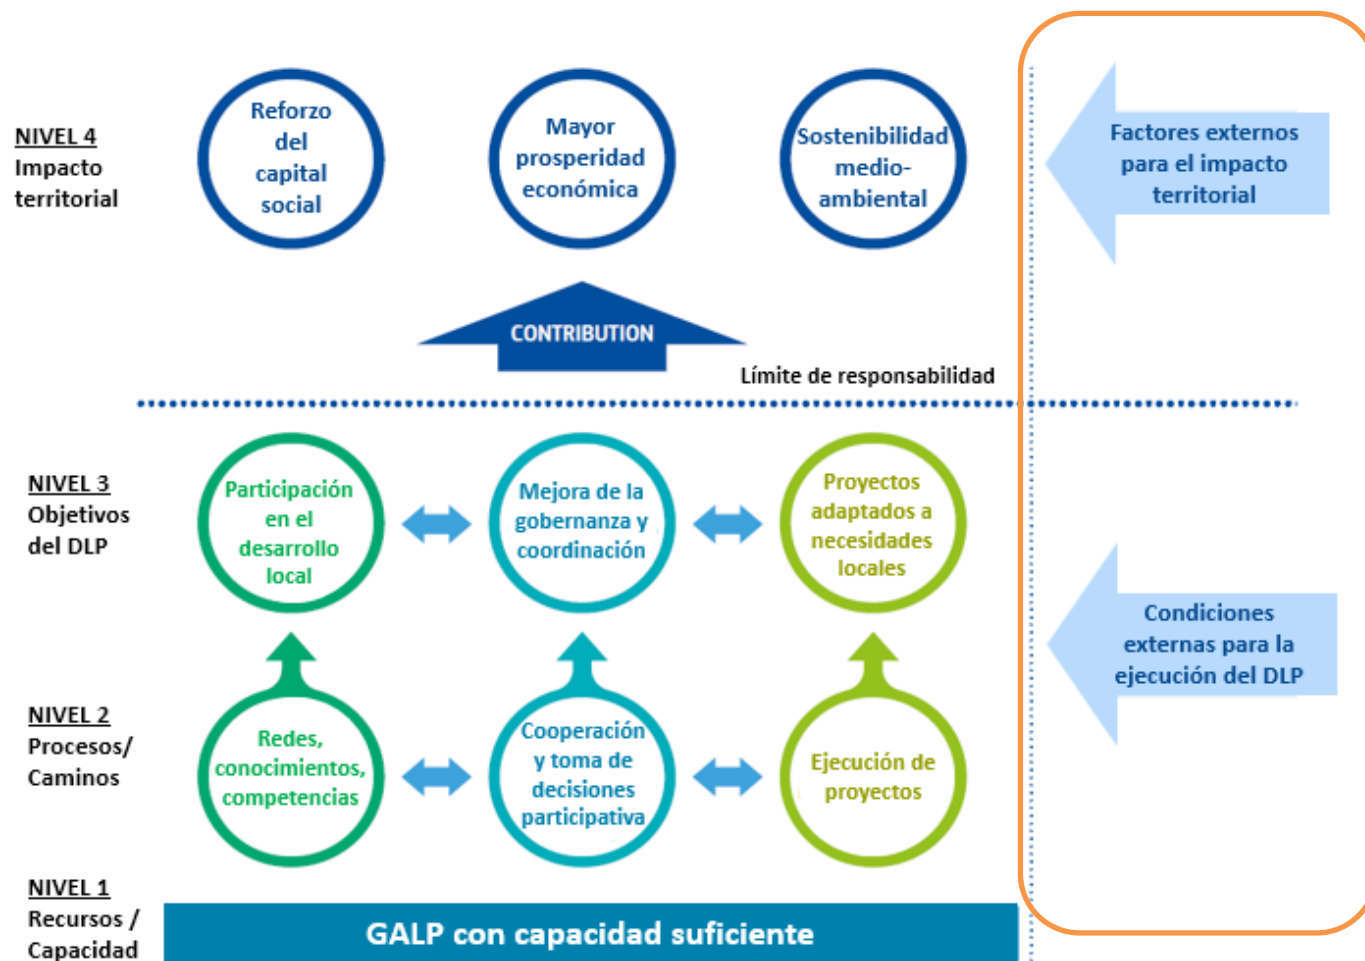 NIVEL 4
Impacto
territorial
Reforzo
del
capital
social
Mayor
prosperidad
económica
Sostenibilidad
medio-
ambiental
Factores externos
para el impacto
territorial
CONTRIBUTION
Límite de responsabilidad
NIVEL 3
Objetivos
del DLP
Participación
en el
desarrollo
local
Mejora de la
gobernanza y
coordinación
Proyectos
adaptados a
necesidades
locales
Condiciones
externas para la
ejecución del DLP
NIVEL 2
Procesos/
Caminos
Redes,
conocimientos,
competencias
Cooperación
y toma de
decisiones
participativa
Ejecución de
proyectos
NIVEL 1
Recursos /
Capacidad
GALP con capacidad suficiente